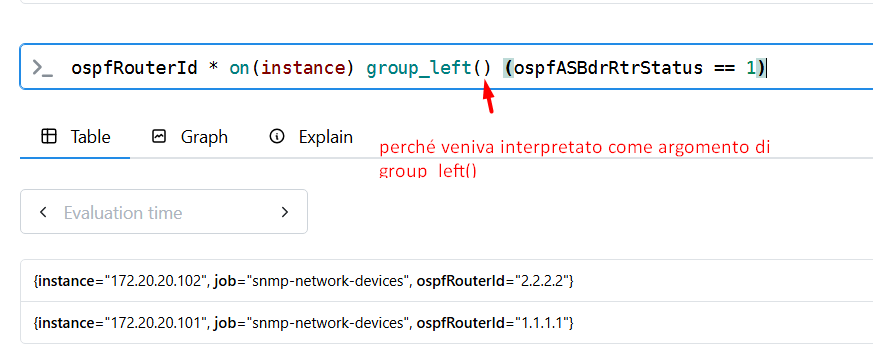 >_ ospfRouterId * on(instance) group_left() (ospfASBdrRtrStatus == 1)
Table Graph Explain
perché veniva interpretato come argomento di
group_left()
< Evaluation time >
{instance="172.20.20.102", job="snmp-network-devices", ospfRouterId="2.2.2.2"}
{instance="172.20.20.101", job="snmp-network-devices", ospfRouterId="1.1.1.1"}